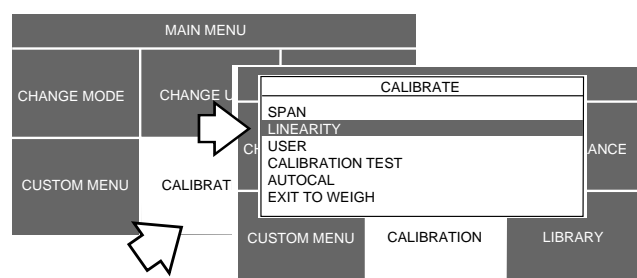 MAIN MENU
CHANGE MODE
CHANGE U
CUSTOM MENU
CALIBRAT
CALIBRATE
SPAN
LINEARITY
USER
CALIBRATION TEST
AUTOCAL
EXIT TO WEIGH
CH
ANCE
CUSTOM MENU
CALIBRATION
LIBRARY